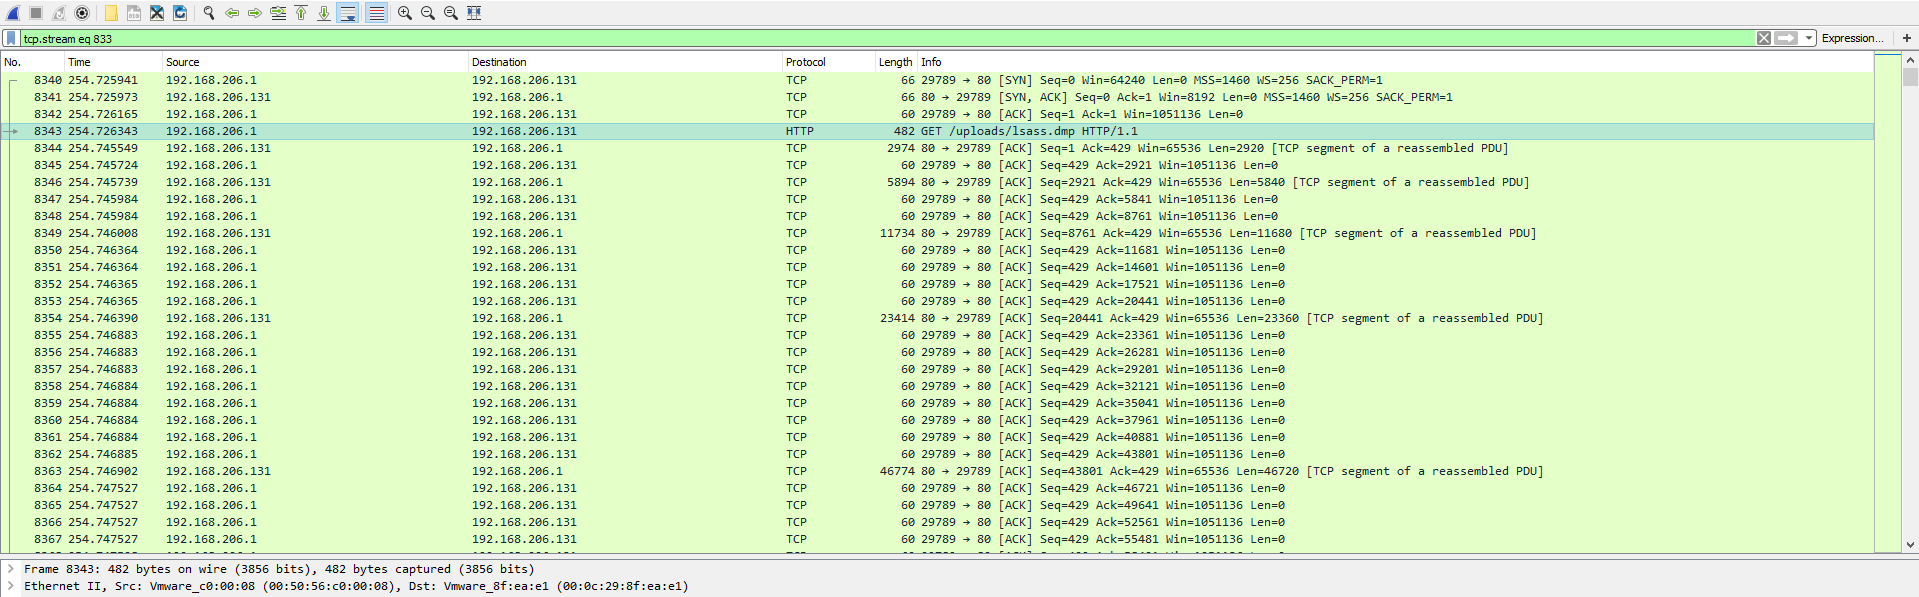 tcp.stream eq 833 Expression... +
No. Time Source Destination Protocol Length Info
8340 254.725941 192.168.206.1 192.168.206.131 TCP 66 29789 → 80 [SYN] Seq=0 Win=64240 Len=0 MSS=1460 WS=256 SACK_PERM=1
8341 254.725973 192.168.206.131 192.168.206.1 TCP 66 80 → 29789 [SYN, ACK] Seq=0 Ack=1 Win=8192 Len=0 MSS=1460 WS=256 SACK_PERM=1
8342 254.726165 192.168.206.1 192.168.206.131 TCP 60 29789 → 80 [ACK] Seq=1 Ack=1 Win=1051136 Len=0
8343 254.726343 192.168.206.1 192.168.206.131 HTTP 482 GET /uploads/lsass.dmp HTTP/1.1
8344 254.745549 192.168.206.131 192.168.206.1 TCP 2974 80 → 29789 [ACK] Seq=1 Ack=429 Win=65536 Len=2920 [TCP segment of a reassembled PDU]
8345 254.745724 192.168.206.1 192.168.206.131 TCP 60 29789 → 80 [ACK] Seq=429 Ack=2921 Win=1051136 Len=0
8346 254.745739 192.168.206.131 192.168.206.1 TCP 5894 80 → 29789 [ACK] Seq=2921 Ack=429 Win=65536 Len=5840 [TCP segment of a reassembled PDU]
8347 254.745984 192.168.206.1 192.168.206.131 TCP 60 29789 → 80 [ACK] Seq=429 Ack=5841 Win=1051136 Len=0
8348 254.745984 192.168.206.1 192.168.206.131 TCP 60 29789 → 80 [ACK] Seq=429 Ack=8761 Win=1051136 Len=0
8349 254.746008 192.168.206.131 192.168.206.1 TCP 11734 80 → 29789 [ACK] Seq=8761 Ack=429 Win=65536 Len=11680 [TCP segment of a reassembled PDU]
8350 254.746364 192.168.206.1 192.168.206.131 TCP 60 29789 → 80 [ACK] Seq=429 Ack=11681 Win=1051136 Len=0
8351 254.746364 192.168.206.1 192.168.206.131 TCP 60 29789 → 80 [ACK] Seq=429 Ack=14601 Win=1051136 Len=0
8352 254.746365 192.168.206.1 192.168.206.131 TCP 60 29789 → 80 [ACK] Seq=429 Ack=17521 Win=1051136 Len=0
8353 254.746365 192.168.206.1 192.168.206.131 TCP 60 29789 → 80 [ACK] Seq=429 Ack=20441 Win=1051136 Len=0
8354 254.746390 192.168.206.131 192.168.206.1 TCP 23414 80 → 29789 [ACK] Seq=20441 Ack=429 Win=65536 Len=23360 [TCP segment of a reassembled PDU]
8355 254.746883 192.168.206.1 192.168.206.131 TCP 60 29789 → 80 [ACK] Seq=429 Ack=23361 Win=1051136 Len=0
8356 254.746883 192.168.206.1 192.168.206.131 TCP 60 29789 → 80 [ACK] Seq=429 Ack=26281 Win=1051136 Len=0
8357 254.746883 192.168.206.1 192.168.206.131 TCP 60 29789 → 80 [ACK] Seq=429 Ack=29201 Win=1051136 Len=0
8358 254.746884 192.168.206.1 192.168.206.131 TCP 60 29789 → 80 [ACK] Seq=429 Ack=32121 Win=1051136 Len=0
8359 254.746884 192.168.206.1 192.168.206.131 TCP 60 29789 → 80 [ACK] Seq=429 Ack=35041 Win=1051136 Len=0
8360 254.746884 192.168.206.1 192.168.206.131 TCP 60 29789 → 80 [ACK] Seq=429 Ack=37961 Win=1051136 Len=0
8361 254.746884 192.168.206.1 192.168.206.131 TCP 60 29789 → 80 [ACK] Seq=429 Ack=40881 Win=1051136 Len=0
8362 254.746885 192.168.206.1 192.168.206.131 TCP 60 29789 → 80 [ACK] Seq=429 Ack=43801 Win=1051136 Len=0
8363 254.746902 192.168.206.131 192.168.206.1 TCP 46774 80 → 29789 [ACK] Seq=43801 Ack=429 Win=65536 Len=46720 [TCP segment of a reassembled PDU]
8364 254.747527 192.168.206.1 192.168.206.131 TCP 60 29789 → 80 [ACK] Seq=429 Ack=46721 Win=1051136 Len=0
8365 254.747527 192.168.206.1 192.168.206.131 TCP 60 29789 → 80 [ACK] Seq=429 Ack=49641 Win=1051136 Len=0
8366 254.747527 192.168.206.1 192.168.206.131 TCP 60 29789 → 80 [ACK] Seq=429 Ack=52561 Win=1051136 Len=0
8367 254.747527 192.168.206.1 192.168.206.131 TCP 60 29789 → 80 [ACK] Seq=429 Ack=55481 Win=1051136 Len=0
Frame 8343: 482 bytes on wire (3856 bits), 482 bytes captured (3856 bits)
Ethernet II, Src: Vmware_c0:00:08 (00:50:56:c0:00:08), Dst: Vmware_8f:ea:e1 (00:0c:29:8f:ea:e1)